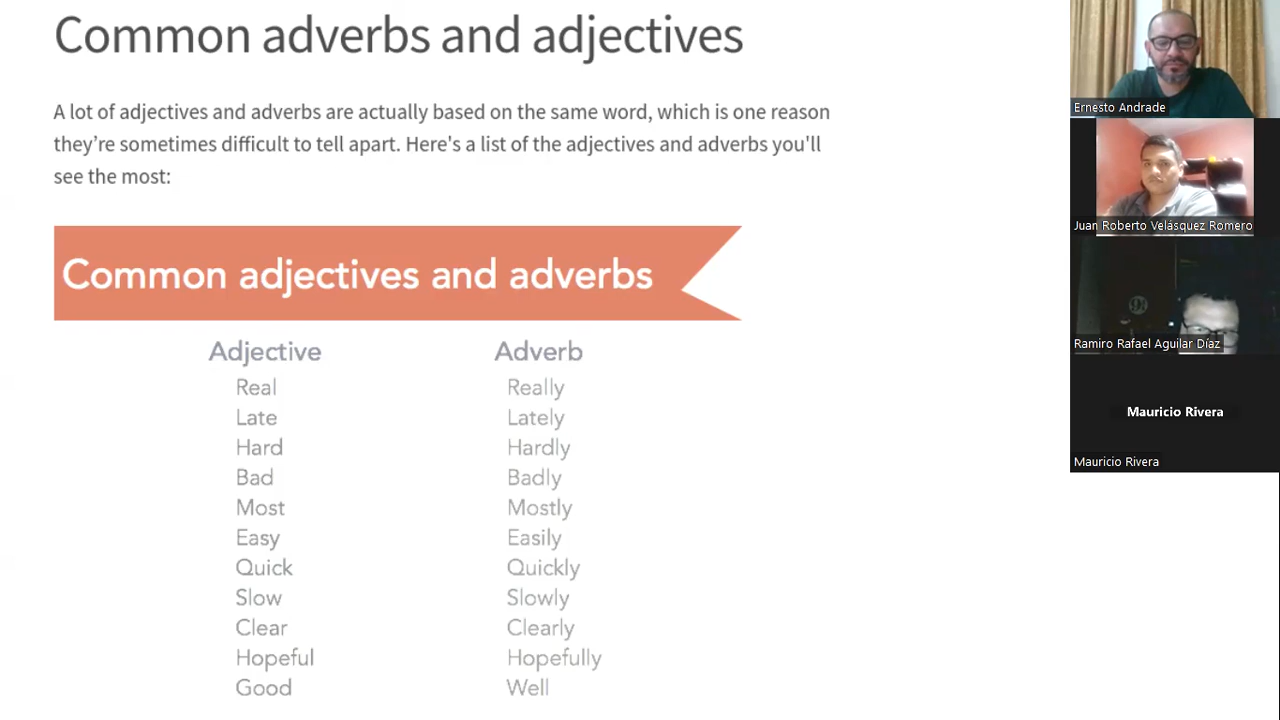 Common adverbs and adjectives
A lot of adjectives and adverbs are actually based on the same word, which is one reason
they’re sometimes difficult to tell apart. Here's a list of the adjectives and adverbs you'll
see the most:
Common adjectives and adverbs
Adjective Adverb
Real Really
Late Lately
Hard Hardly
Bad Badly
Most Mostly
Easy Easily
Quick Quickly
Slow Slowly
Clear Clearly
Hopeful Hopefully
Good Well
Ernesto Andrade
Juan Roberto Velásquez Romero
Ramiro Rafael Aguilar Díaz
Mauricio Rivera
Mauricio Rivera